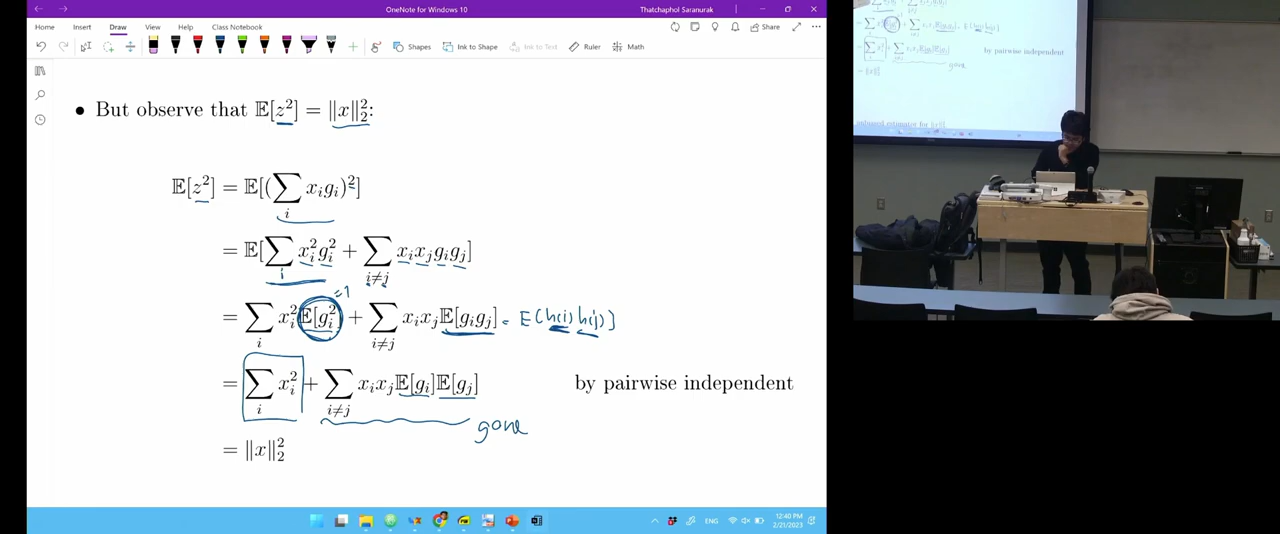 OneNote for Windows 10
Thatchaphol Saranurak
Home Insert Draw View Help Class Notebook
Share
Shapes Ink to Shape Ink to Text Ruler Math
• But observe that 𝔼[z²] = ‖x‖₂²:
𝔼[z²] = 𝔼[(∑ᵢ xᵢgᵢ)²]
= 𝔼[∑ᵢ xᵢ²gᵢ² + ∑ᵢ≠ⱼ xᵢxⱼgᵢgⱼ]
=1
= ∑ᵢ xᵢ²𝔼[gᵢ²] + ∑ᵢ≠ⱼ xᵢxⱼ𝔼[gᵢgⱼ] = E[h(i) h(j)]
= ∑ᵢ xᵢ² + ∑ᵢ≠ⱼ xᵢxⱼ𝔼[gᵢ]𝔼[gⱼ] by pairwise independent
gone
= ‖x‖₂²
ENG
12:40 PM
2/21/2023
by pairwise independent
gone